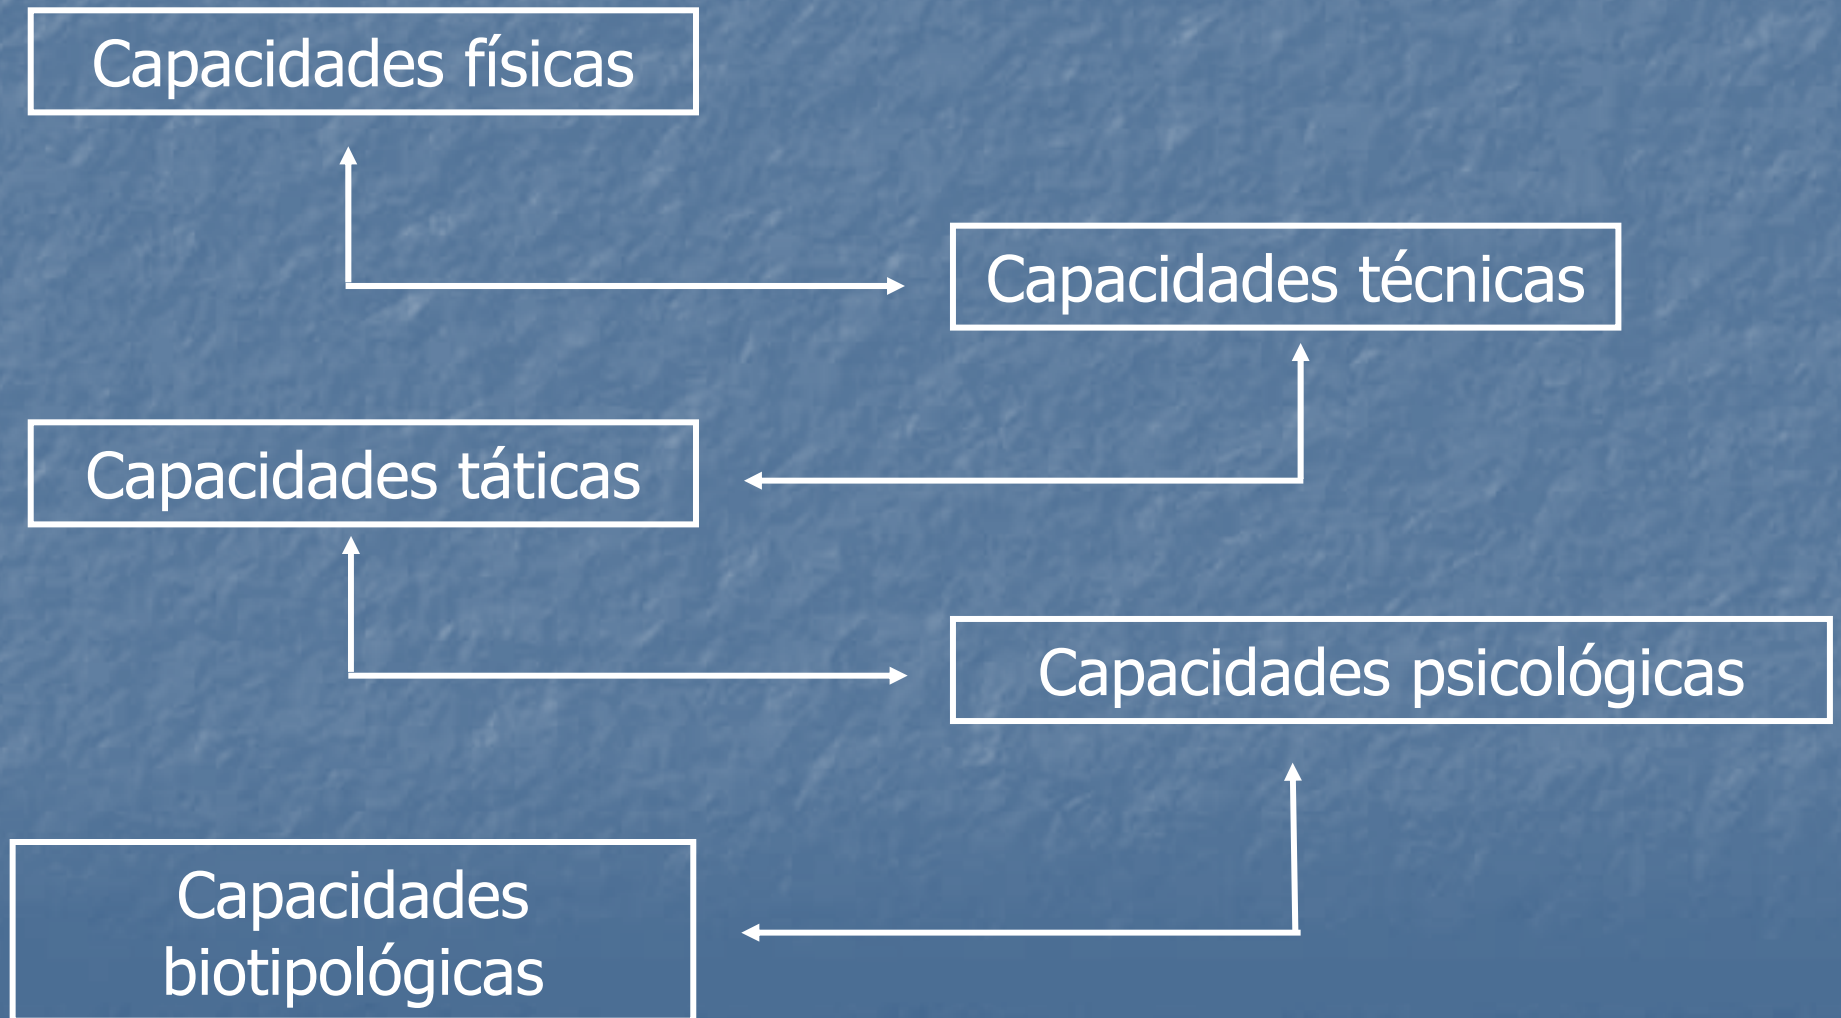 Capacidades físicas
Capacidades técnicas
Capacidades táticas
Capacidades psicológicas
Capacidades
biotipológicas